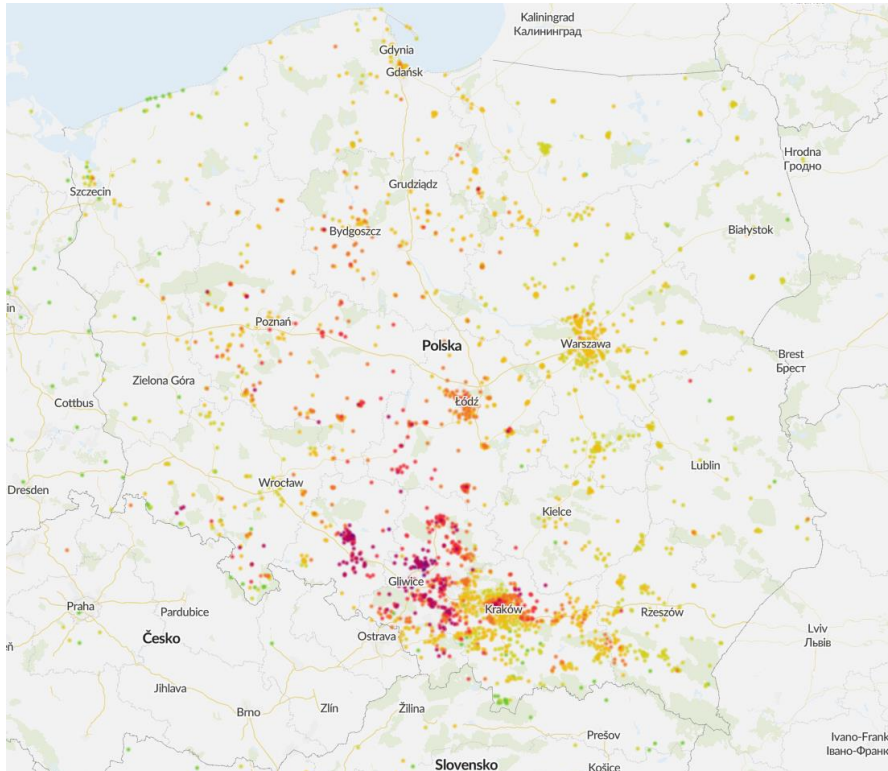 Kaliningrad
Калининград
Gdynia
Gdańsk
Hrodna
Гродно
Szczecin
Grudziądz
Bydgoszcz
Białystok
Poznań
Polska
Warszawa
Brest
Брест
Zielona Góra
Cottbus
Łódź
Lublin
Dresden
Wrocław
Kielce
Gliwice
Praha
Pardubice
Kraków
Rzeszów
Lviv
Львів
Česko
Ostrava
Jihlava
Brno
Zlín
Žilina
Prešov
Ivano-Frank
Івано-Франк
Slovensko
Košice